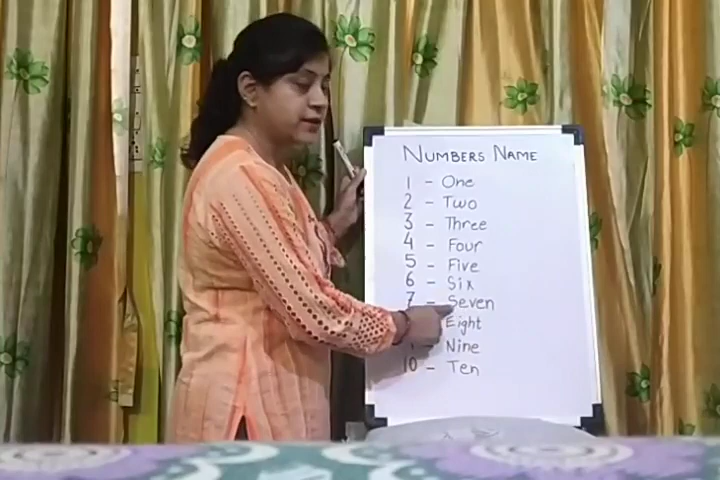 NUMBERS NAME
1 - One
2 - Two
3 - Three
4 - Four
5 - Five
6 - Six
7 - Seven
Eight
- Nine
10 - Ten